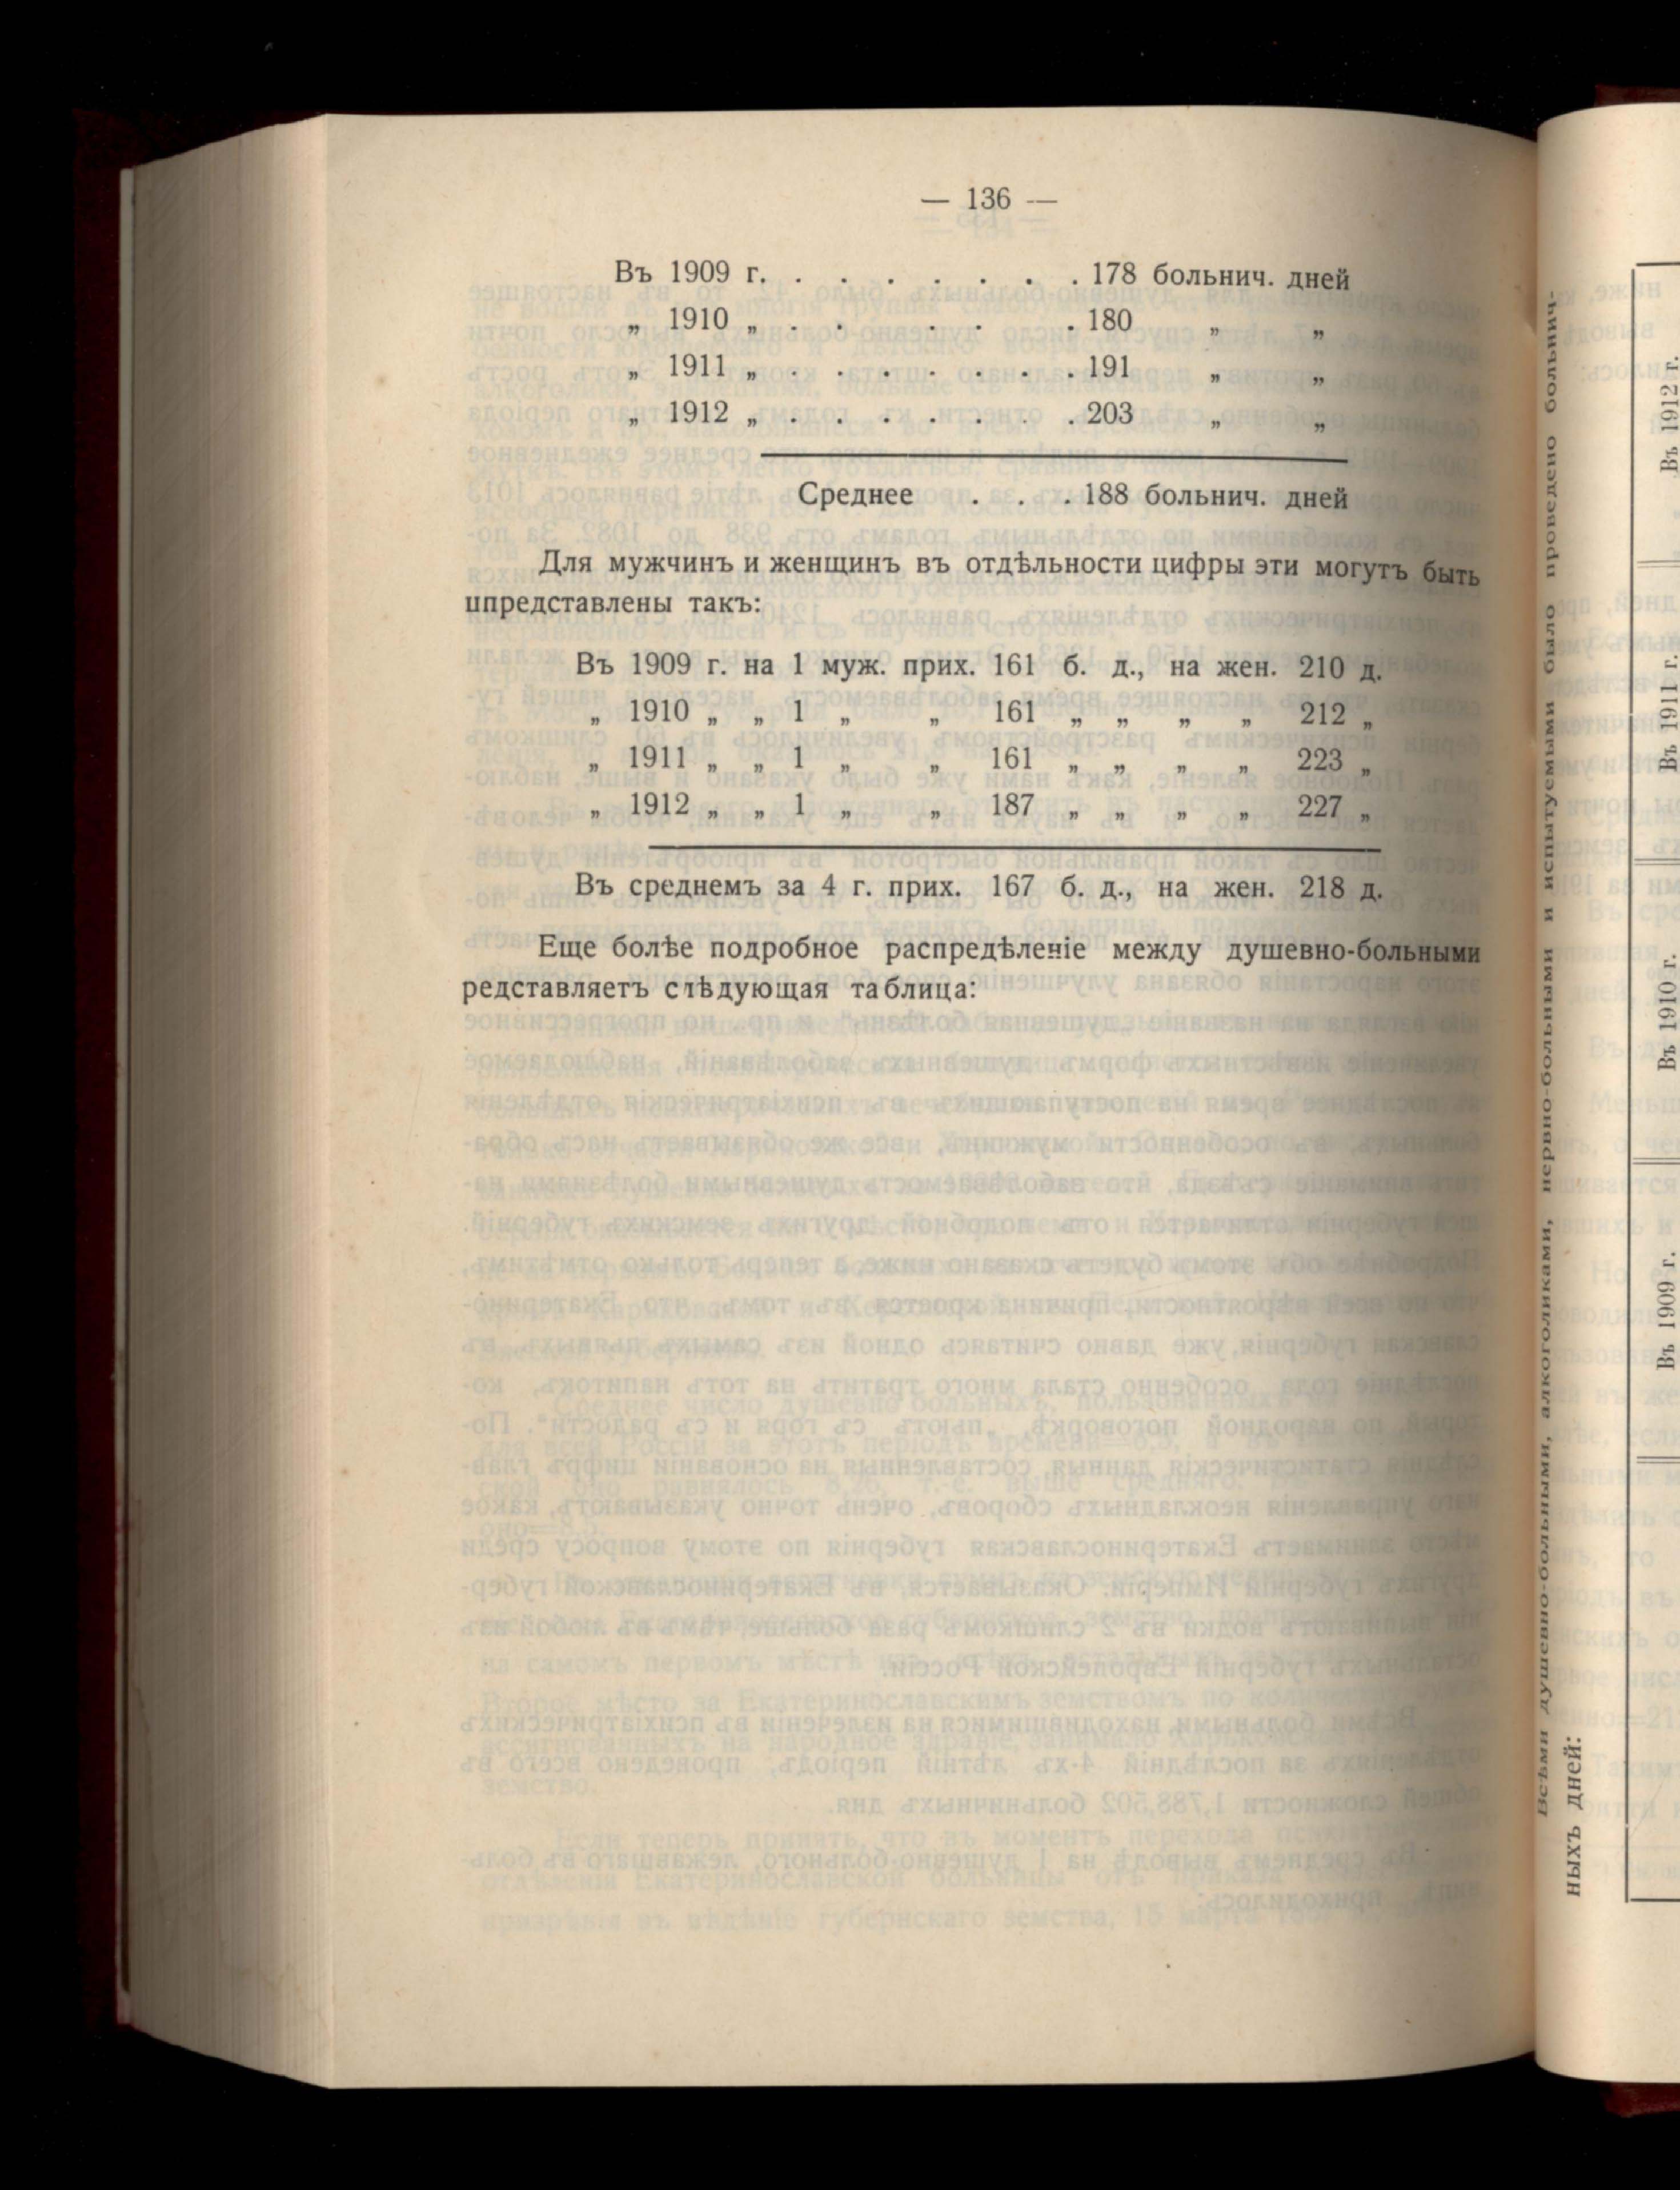 — 136 —
Въ 1909 г. . . . . . . . 178 больнич. дней
„ 1910 „ . . . . . 180 „ „
„ 1911 „ . . . . . . . 191 „ „
„ 1912 „ . . . . . . . 203 „ „
Среднее . . . 188 больнич. дней
Для мужчинъ и женщинъ въ отдѣльности цифры эти могутъ быть
ипредставлены такъ:
Въ 1909 г. на 1 муж. прих. 161 б. д., на жен. 210 д.
„ 1910 „ „ 1 „ „ 161 „ „ „ „ 212 „
„ 1911 „ „ 1 „ „ 161 „ „ „ „ 223 „
„ 1912 „ „ 1 „ „ 187 „ „ „ „ 227 „
Въ среднемъ за 4 г. прих. 167 б. д., на жен. 218 д.
Еще болѣе подробное распредѣленіе между душевно-больными
редставляетъ слѣдующая таблица:
Всѣми душевно-больными, алкоголиками, нервно-больными и испытуемыми было проведено больнич-
ныхъ дней:
Въ 1909 г.
Въ 1910 г.
Въ 1911 г.
Въ 1912 г.